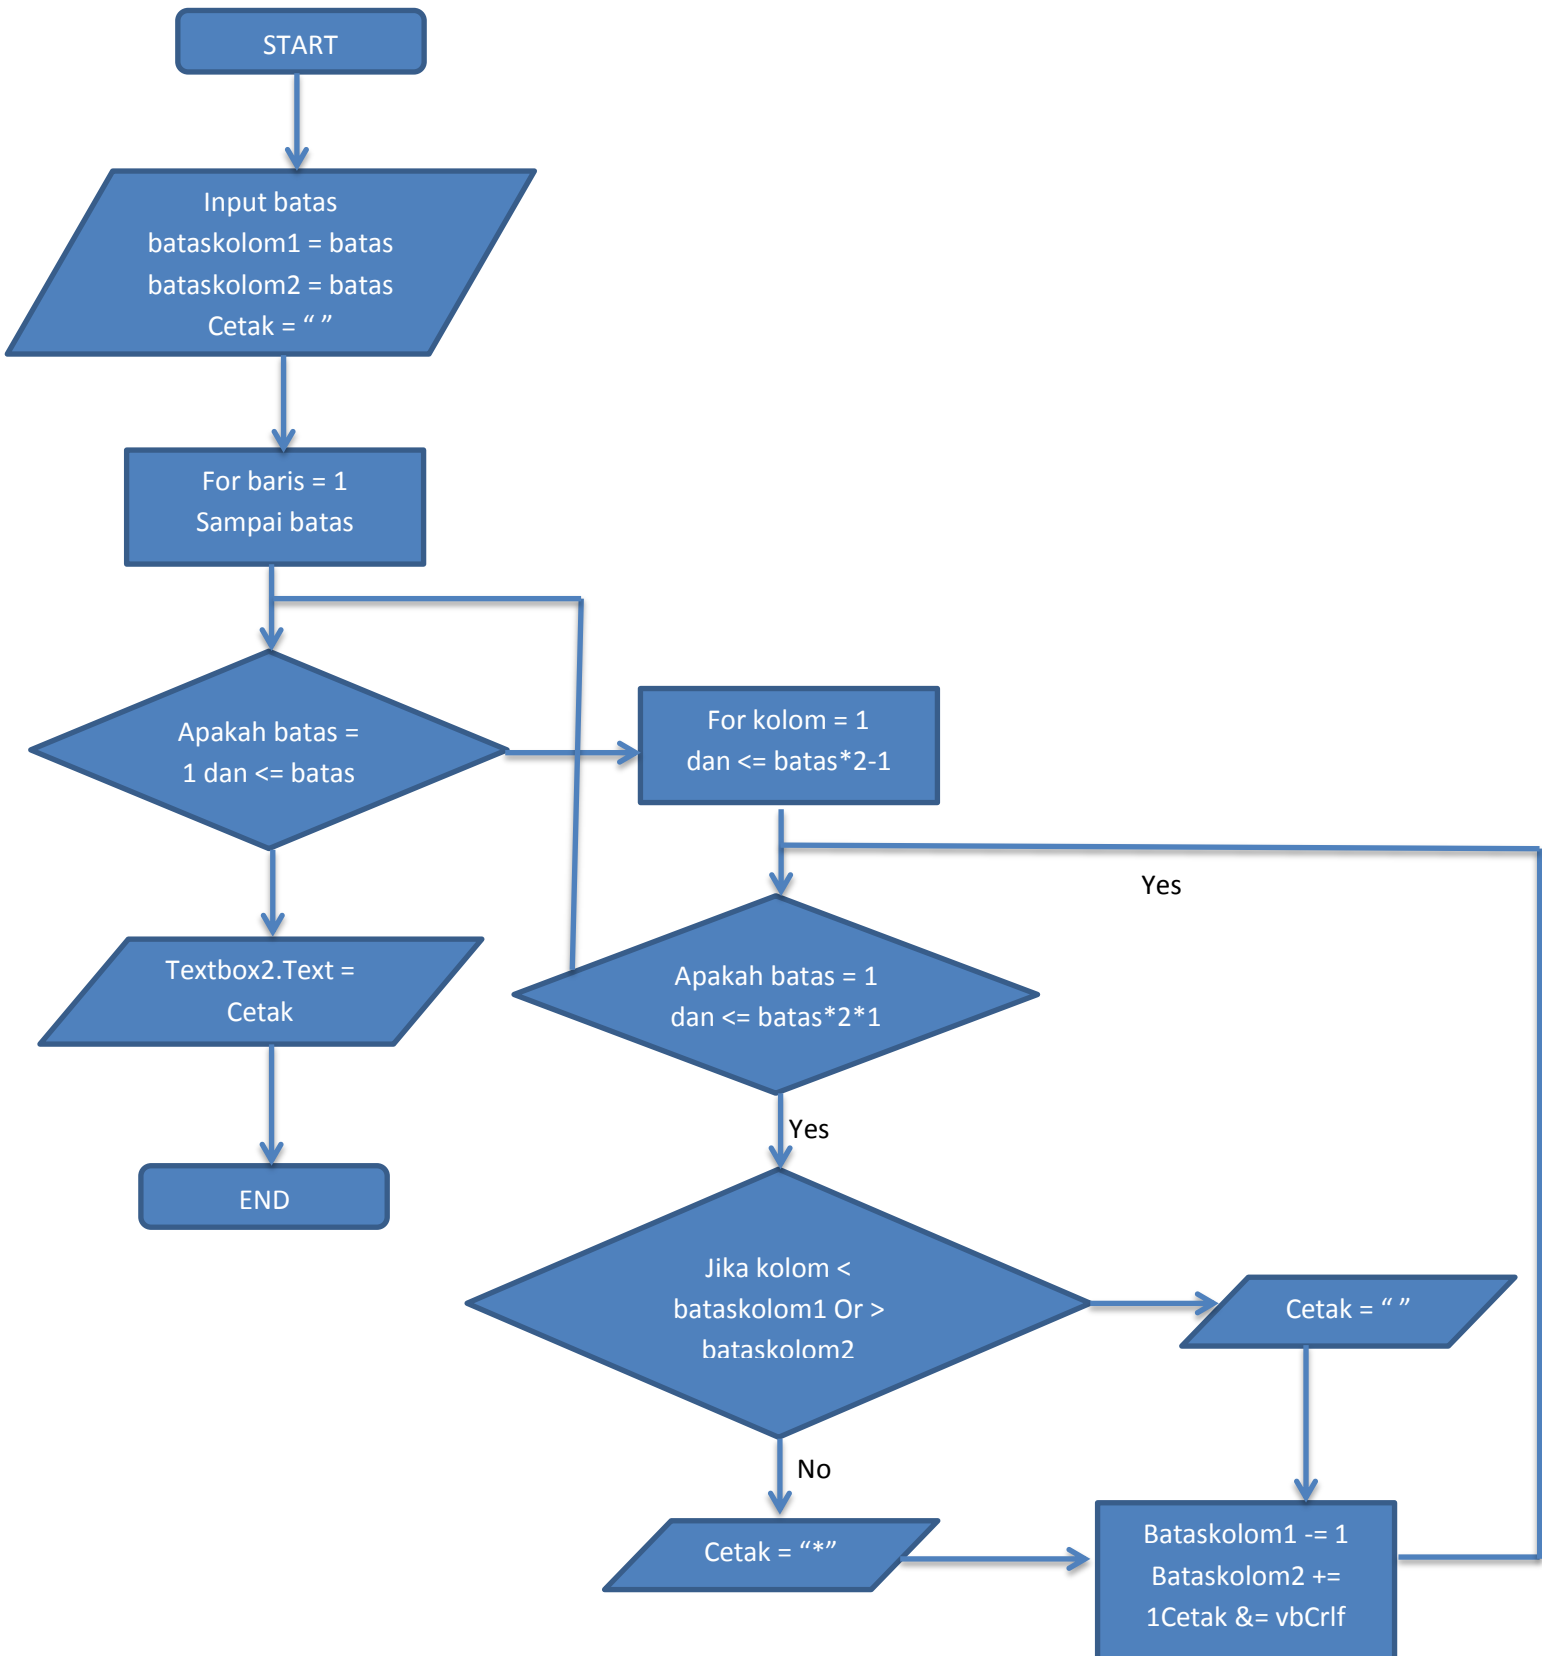 START
Input batas
bataskolom1 = batas
bataskolom2 = batas
Cetak = “ ”
For baris = 1
Sampai batas
Apakah batas =
1 dan <= batas
For kolom = 1
dan <= batas*2-1
Yes
Textbox2.Text =
Cetak
Apakah batas = 1
dan <= batas*2*1
Yes
END
Jika kolom <
bataskolom1 Or >
bataskolom2
Cetak = “ ”
No
Cetak = “*”
Bataskolom1 -= 1
Bataskolom2 +=
1Cetak &= vbCrlf